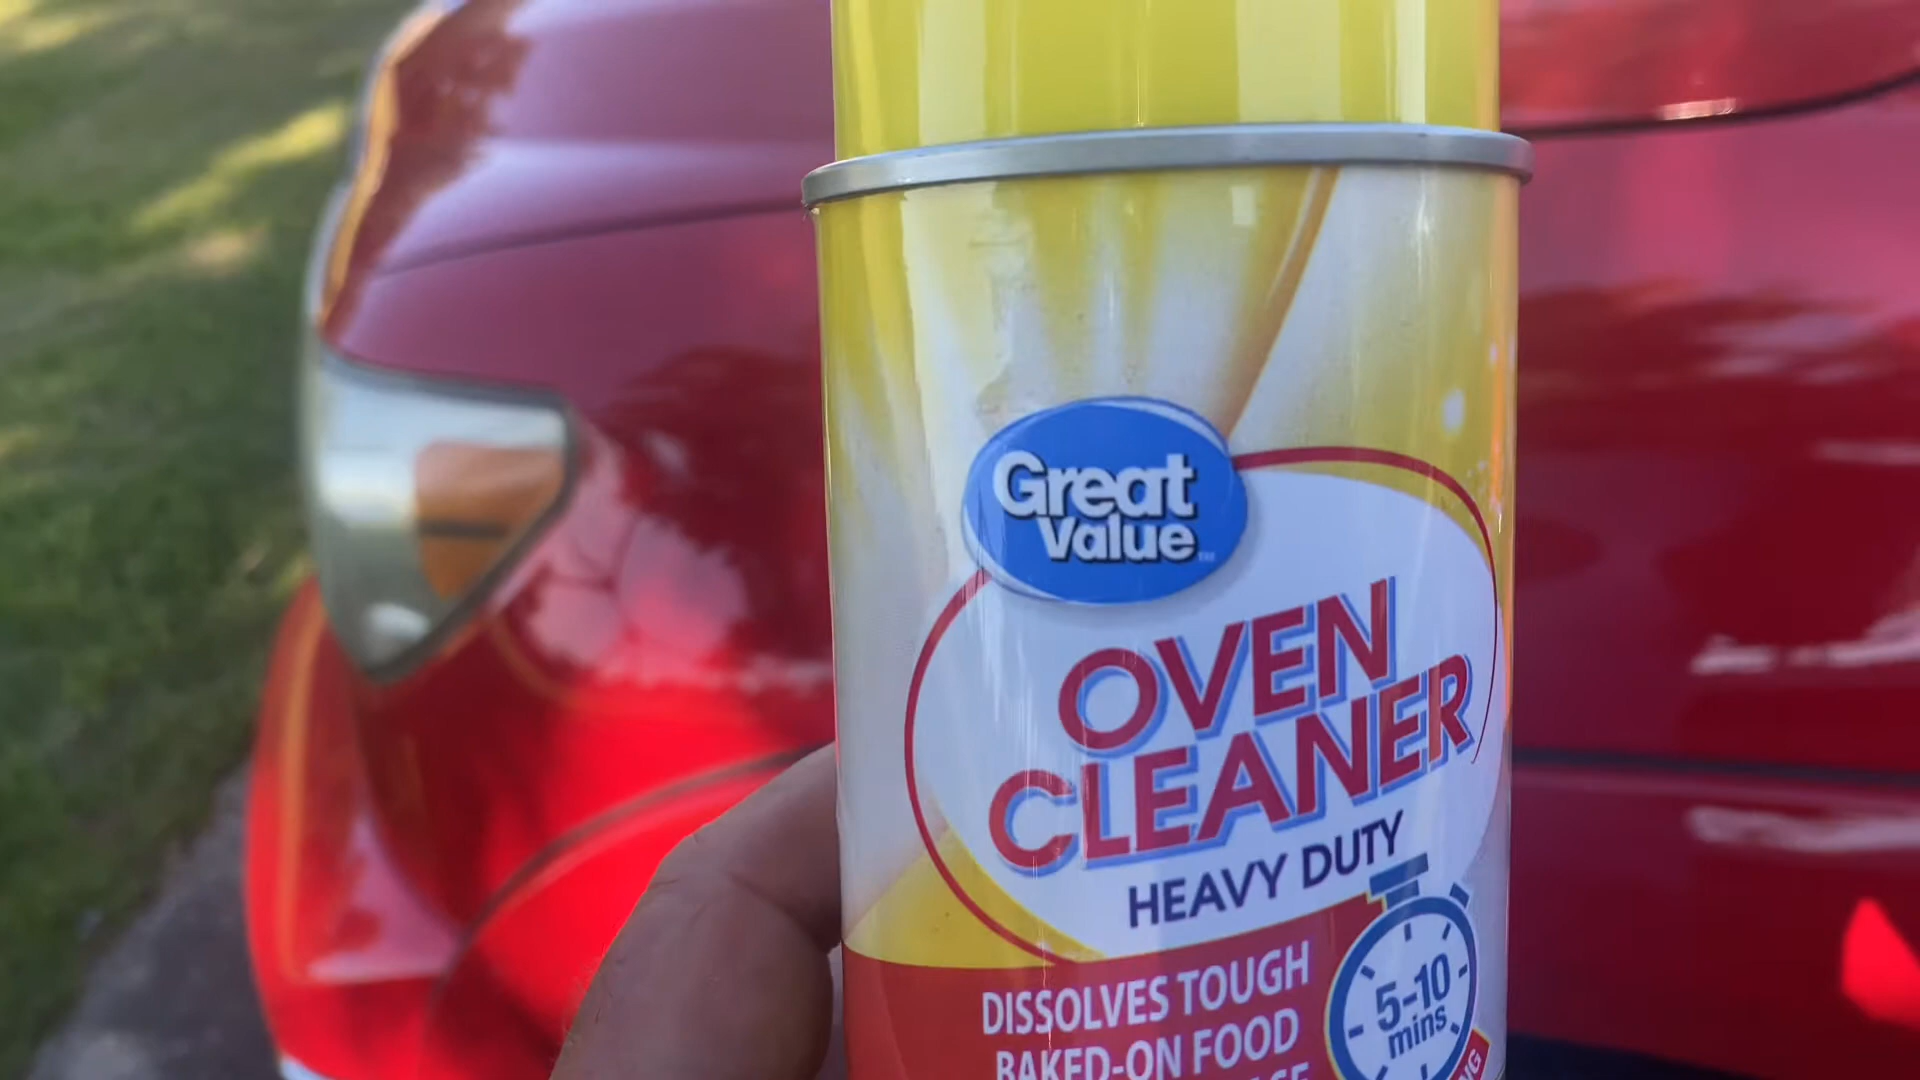 Great
Value
OVEN
CLEANER
HEAVY DUTY
DISSOLVES TOUGH
BAKED-ON FOOD
5-10
mins